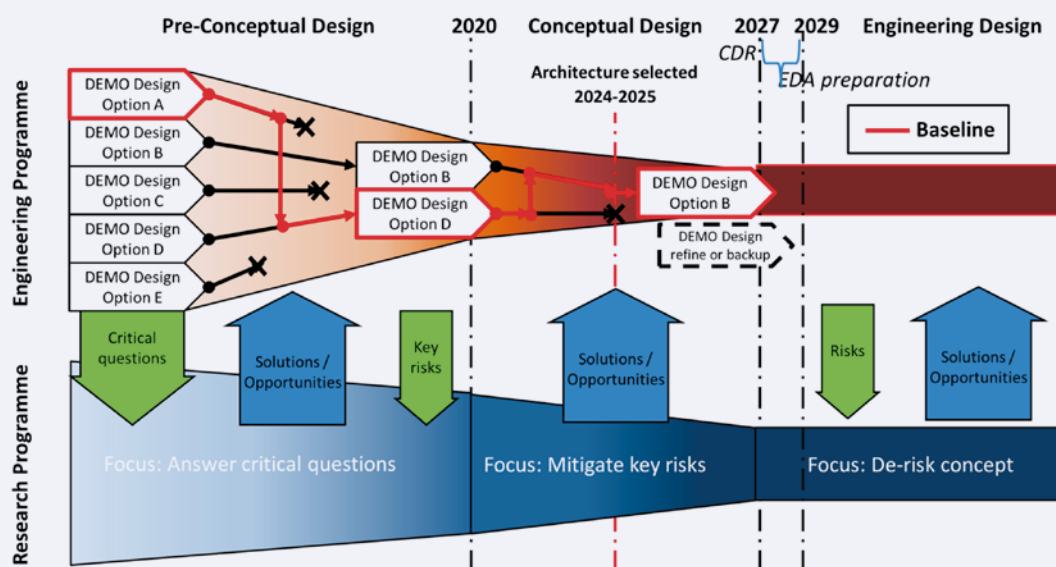 Pre-Conceptual Design
2020
Conceptual Design
2027
2029
Engineering Design
CDR
EDA preparation
Architecture selected
2024-2025
Baseline
Engineering Programme
DEMO Design
Option A
DEMO Design
Option B
DEMO Design
Option C
DEMO Design
Option D
DEMO Design
Option E
DEMO Design
Option B
DEMO Design
Option D
DEMO Design
Option B
DEMO Design
refine or backup
Critical
questions
Solutions /
Opportunities
Key
risks
Solutions /
Opportunities
Risks
Solutions /
Opportunities
Research Programme
Focus: Answer critical questions
Focus: Mitigate key risks
Focus: De-risk concept